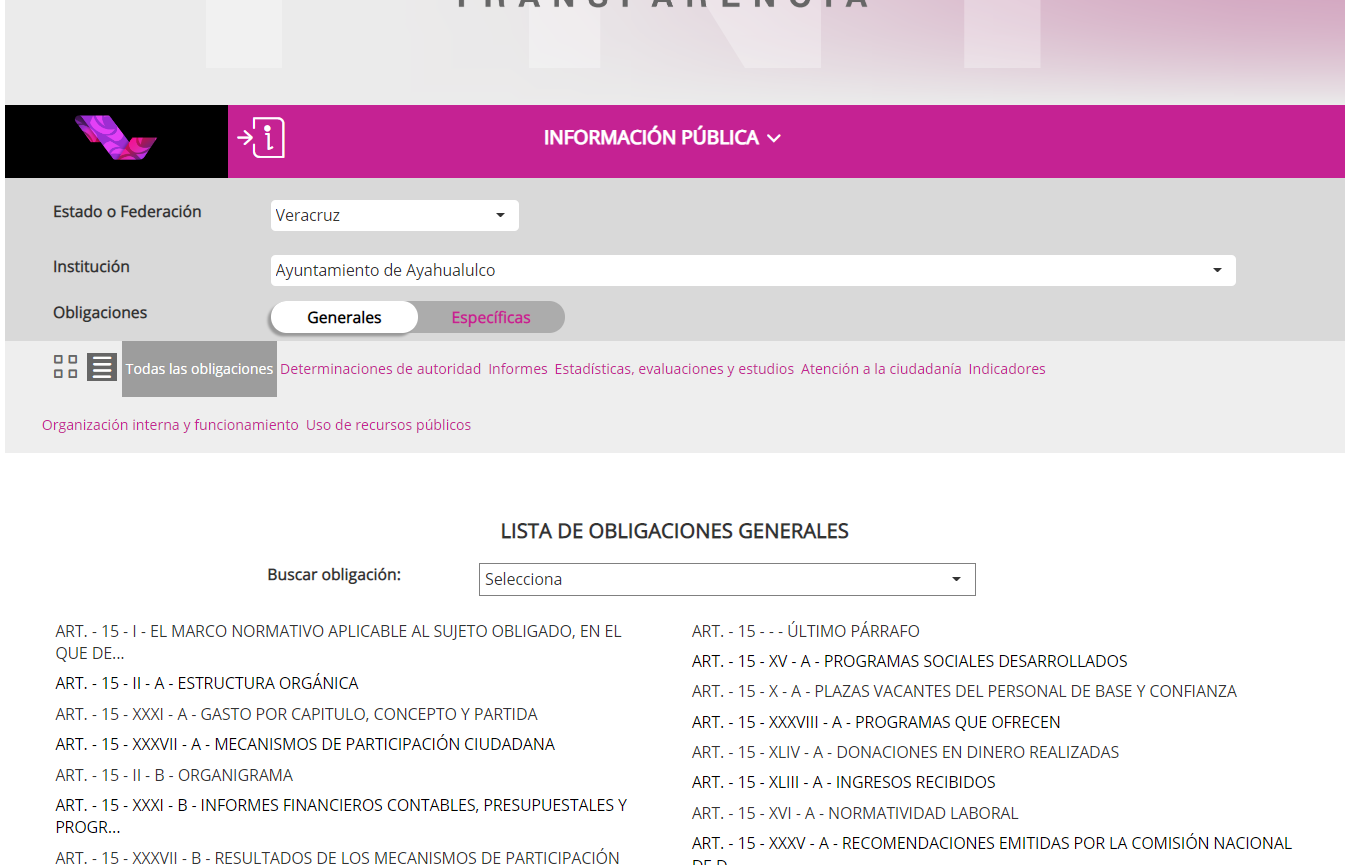 TRANSPARENCIA
INFORMACIÓN PÚBLICA
Estado o Federación
Veracruz
Institución
Ayuntamiento de Ayahualulco
Obligaciones
Generales Específicas
Todas las obligaciones Determinaciones de autoridad Informes Estadísticas, evaluaciones y estudios Atención a la ciudadanía Indicadores
Organización interna y funcionamiento Uso de recursos públicos
LISTA DE OBLIGACIONES GENERALES
Buscar obligación:
Selecciona
ART. - 15 - I - EL MARCO NORMATIVO APLICABLE AL SUJETO OBLIGADO, EN EL
QUE DE...
ART. - 15 - II - A - ESTRUCTURA ORGÁNICA
ART. - 15 - XXXI - A - GASTO POR CAPITULO, CONCEPTO Y PARTIDA
ART. - 15 - XXXVII - A - MECANISMOS DE PARTICIPACIÓN CIUDADANA
ART. - 15 - II - B - ORGANIGRAMA
ART. - 15 - XXXI - B - INFORMES FINANCIEROS CONTABLES, PRESUPUESTALES Y
PROGR...
ART. - 15 - XXXVII - B - RESULTADOS DE LOS MECANISMOS DE PARTICIPACIÓN
ART. - 15 - - - ÚLTIMO PÁRRAFO
ART. - 15 - XV - A - PROGRAMAS SOCIALES DESARROLLADOS
ART. - 15 - X - A - PLAZAS VACANTES DEL PERSONAL DE BASE Y CONFIANZA
ART. - 15 - XXXVIII - A - PROGRAMAS QUE OFRECEN
ART. - 15 - XLIV - A - DONACIONES EN DINERO REALIZADAS
ART. - 15 - XLIII - A - INGRESOS RECIBIDOS
ART. - 15 - XVI - A - NORMATIVIDAD LABORAL
ART. - 15 - XXXV - A - RECOMENDACIONES EMITIDAS POR LA COMISIÓN NACIONAL
DE D...